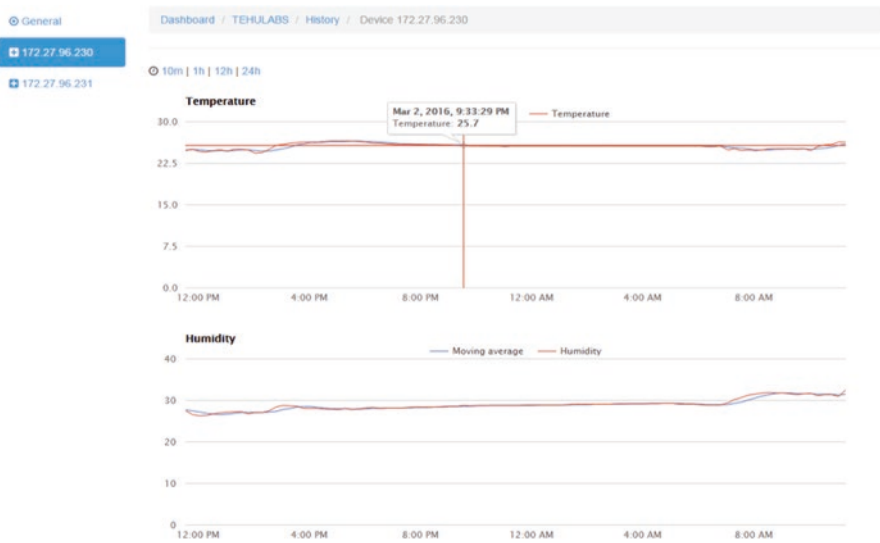 General
172.27.96.230
172.27.96.231
Dashboard / TEHULABS / History / Device 172.27.96.230
10m | 1h | 12h | 24h
Temperature
Mar 2, 2016, 9:33:29 PM
Temperature: 25.7
Temperature
30.0
22.5
15.0
7.5
0.0
12:00 PM 4:00 PM 8:00 PM 12:00 AM 4:00 AM 8:00 AM
Humidity
Moving average Humidity
40
30
20
10
0
12:00 PM 4:00 PM 8:00 PM 12:00 AM 4:00 AM 8:00 AM